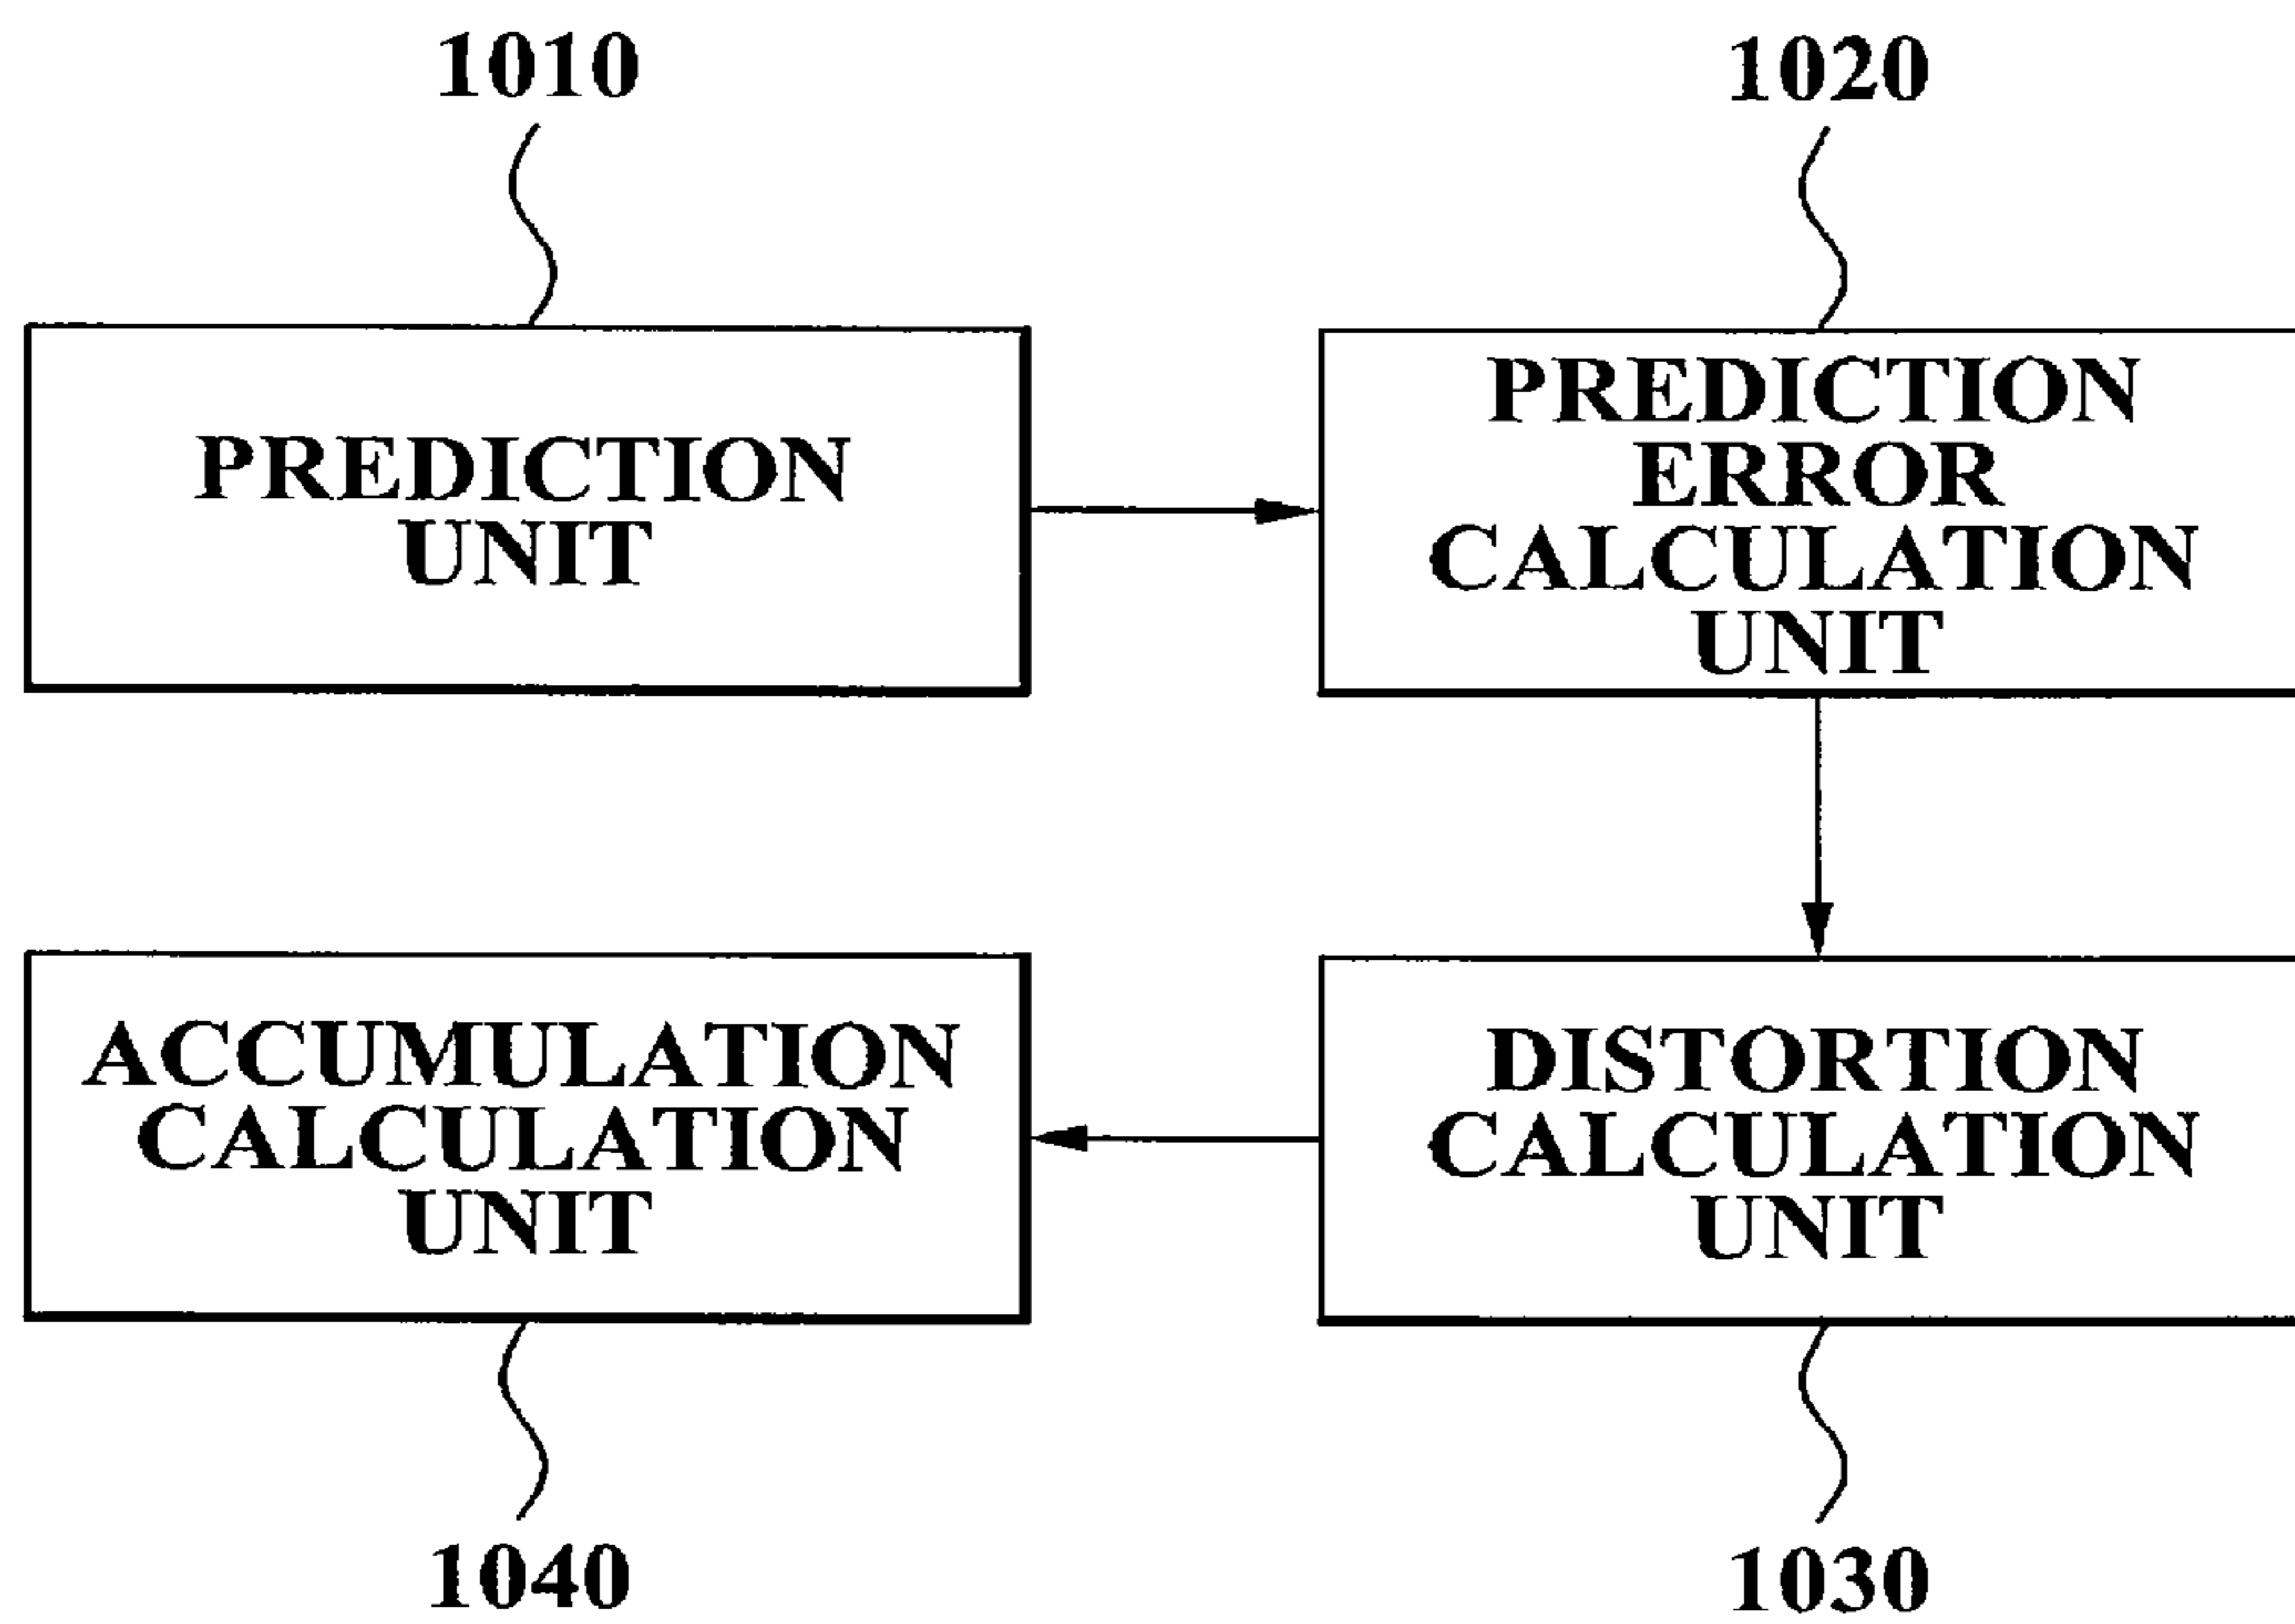 1010
1020
PREDICTION
UNIT
PREDICTION
ERROR
CALCULATION
UNIT
ACCUMULATION
CALCULATION
UNIT
DISTORTION
CALCULATION
UNIT
1040
1030